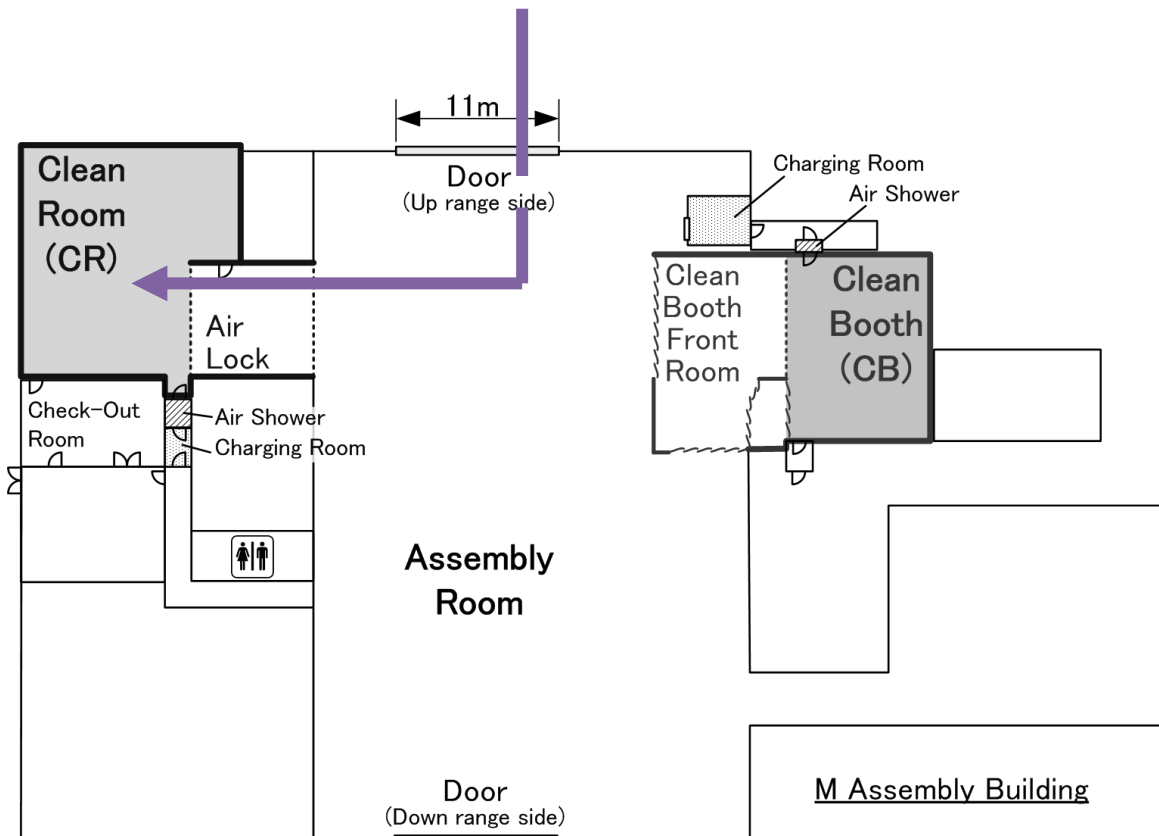 11m
Door
(Up range side)
Clean
Room
(CR)
Charging Room
Air Shower
Clean
Booth
Front
Room
Clean
Booth
(CB)
Air
Lock
Check-Out
Room
Air Shower
Charging Room
Assembly
Room
Door
(Down range side)
M Assembly Building